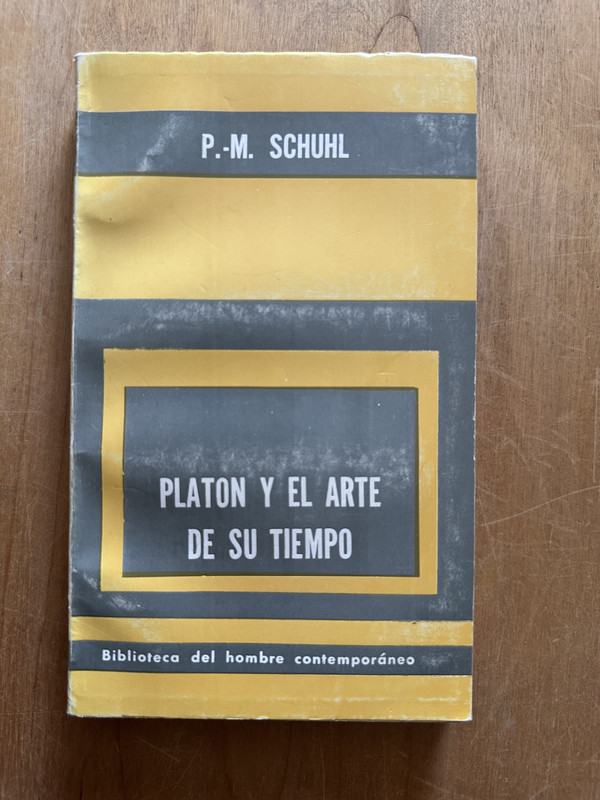 P.-M. SCHUHL
PLATON Y EL ARTE
DE SU TIEMPO
Biblioteca del hombre contemporáneo